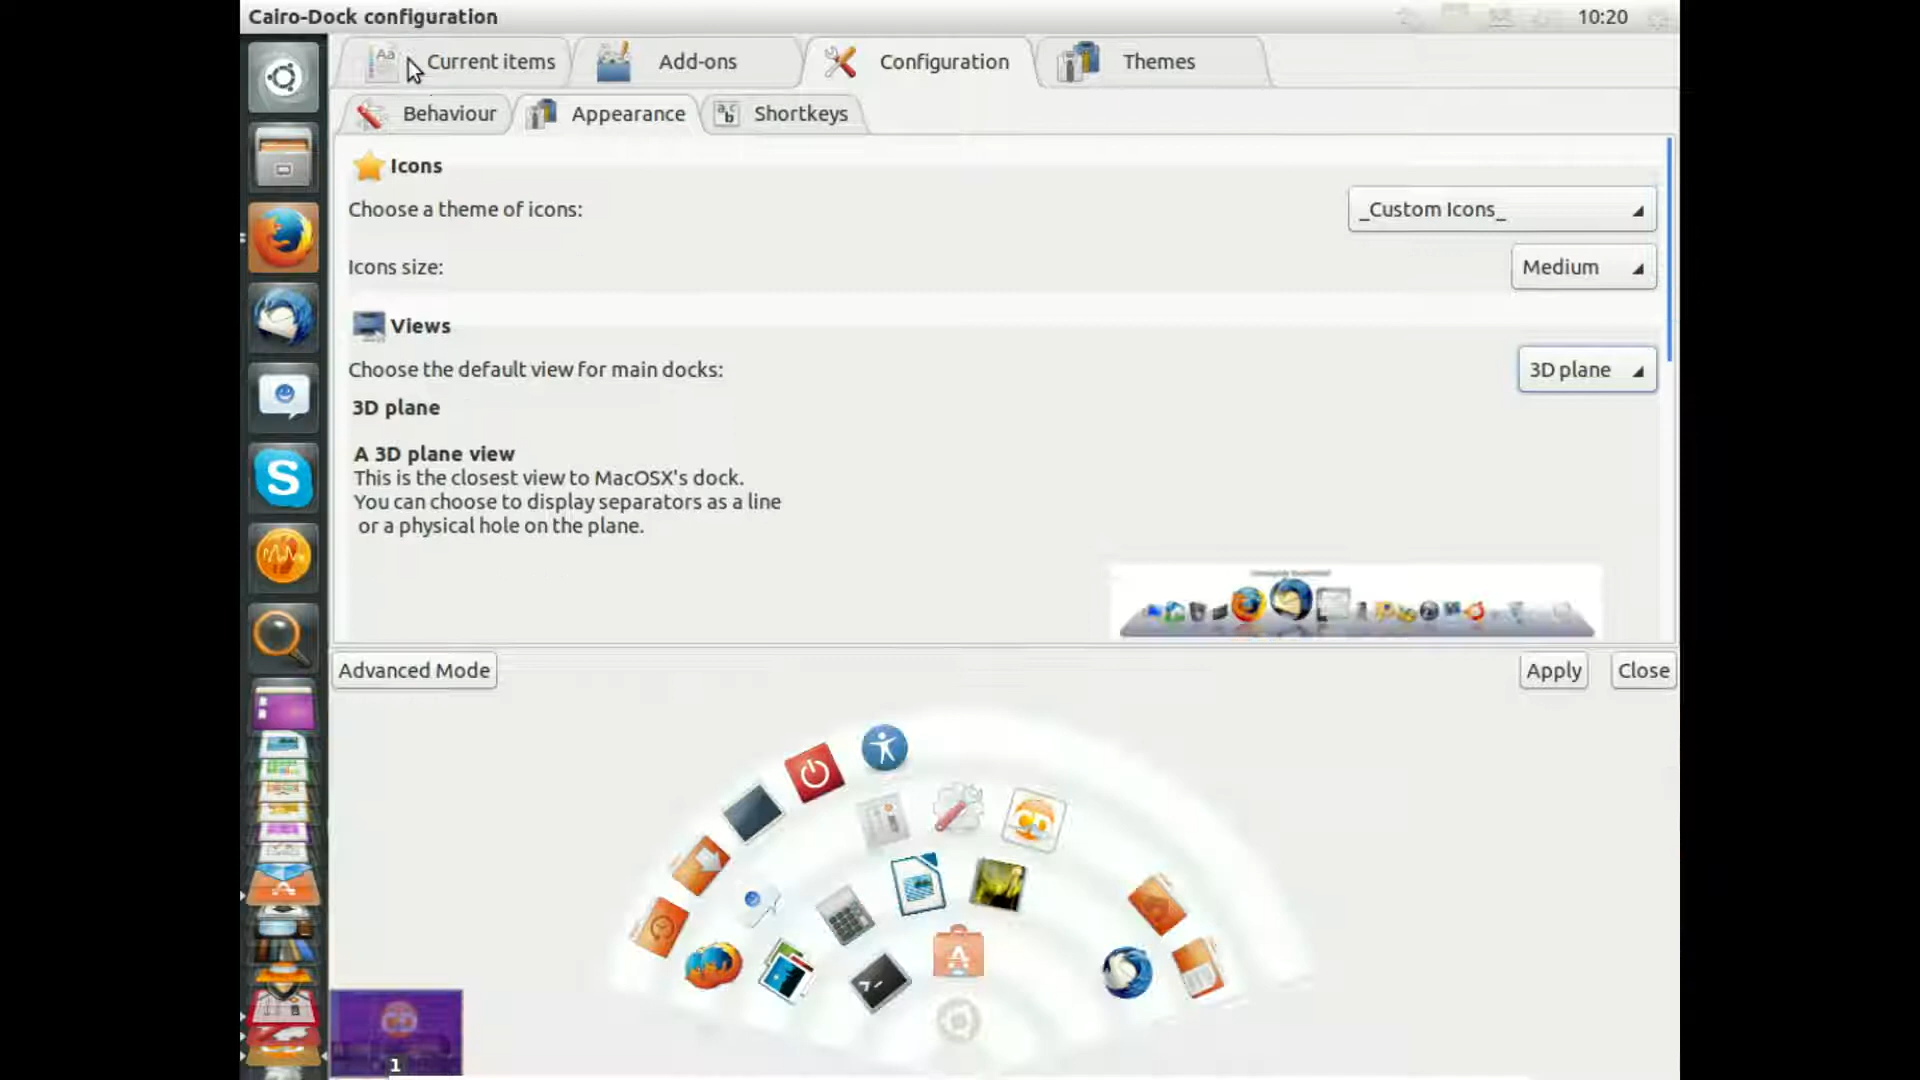 Cairo-Dock configuration
10:20
Current items
Add-ons
Configuration
Themes
Behaviour
Appearance
Shortkeys
Icons
Choose a theme of icons:
_Custom Icons_
Icons size:
Medium
Views
Choose the default view for main docks:
3D plane
3D plane
A 3D plane view
This is the closest view to MacOSX's dock.
You can choose to display separators as a line
or a physical hole on the plane.
Advanced Mode
Apply
Close
1